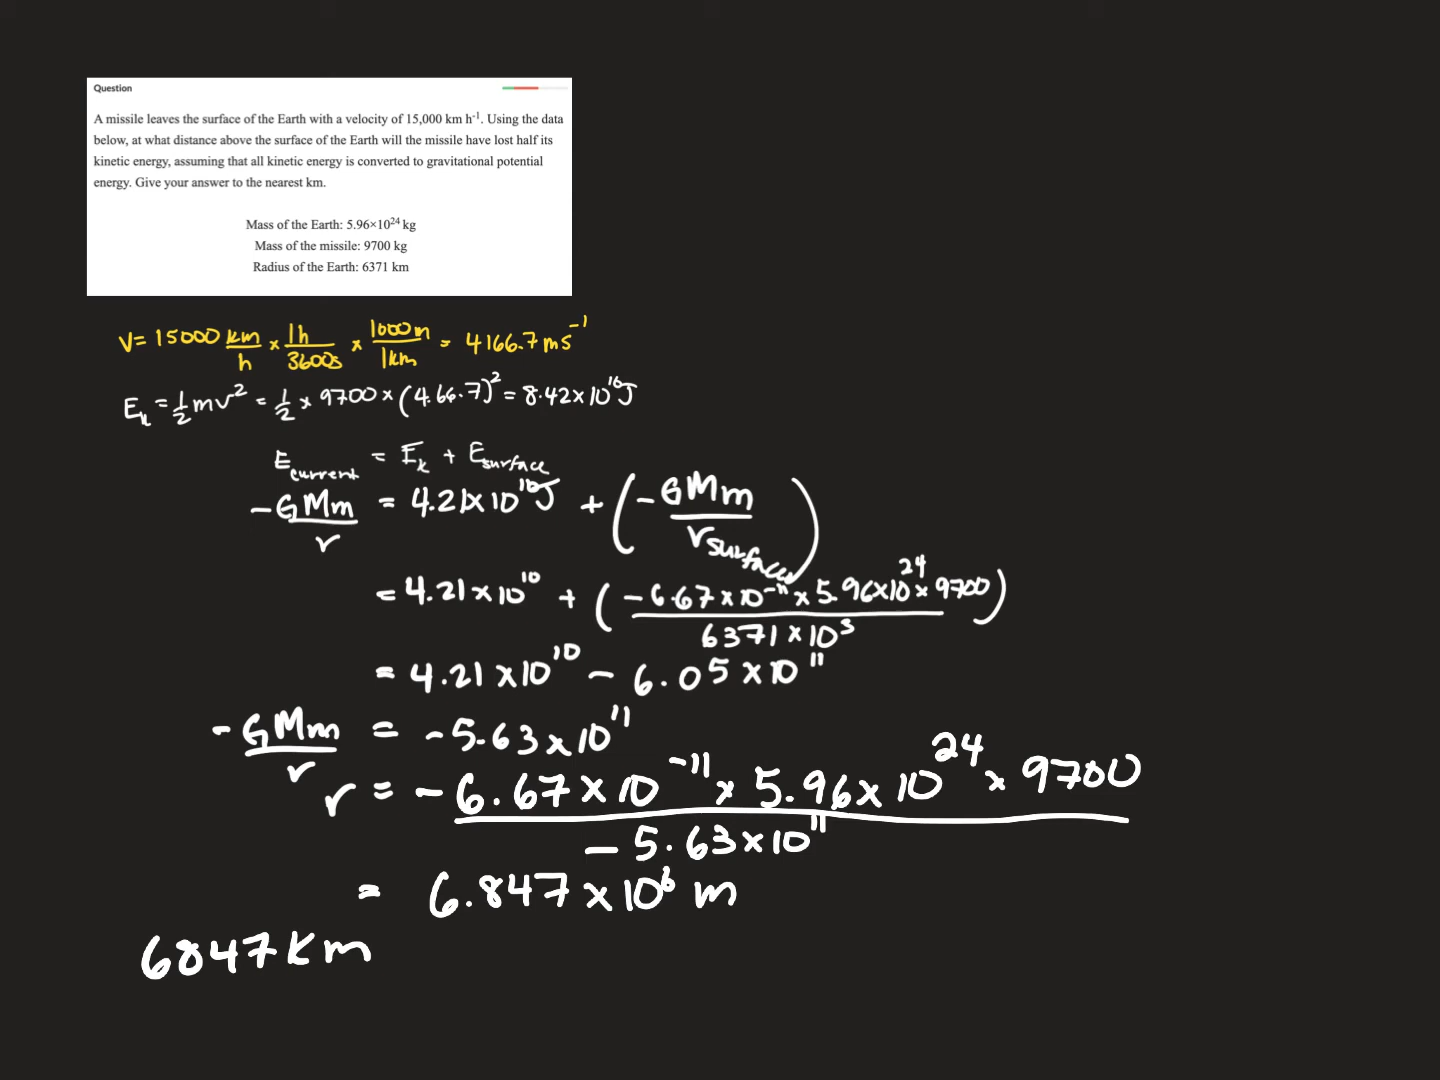 Question
A missile leaves the surface of the Earth with a velocity of 15,000 km h⁻¹. Using the data
below, at what distance above the surface of the Earth will the missile have lost half its
kinetic energy, assuming that all kinetic energy is converted to gravitational potential
energy. Give your answer to the nearest km.
Mass of the Earth: 5.96×10²⁴ kg
Mass of the missile: 9700 kg
Radius of the Earth: 6371 km
V = 15000 km/h × 1h/3600s × 1000m/1km = 4166.7 ms⁻¹
Eₖ = 1/2 mv² = 1/2 × 9700 × (4166.7)² = 8.42 × 10¹⁰J
E current = Eₖ + E surface
-GMm/r = 4.21 × 10¹⁰J + (-GMm/r surface)
= 4.21 × 10¹⁰ + (-6.67 × 10⁻¹¹ × 5.96 × 10²⁴ × 9700 / 6371 × 10³)
= 4.21 × 10¹⁰ - 6.05 × 10¹¹
-GMm/r = -5.63 × 10¹¹
r = -6.67 × 10⁻¹¹ × 5.96 × 10²⁴ × 9700 / -5.63 × 10¹¹
= 6.847 × 10⁶ m
6847 Km